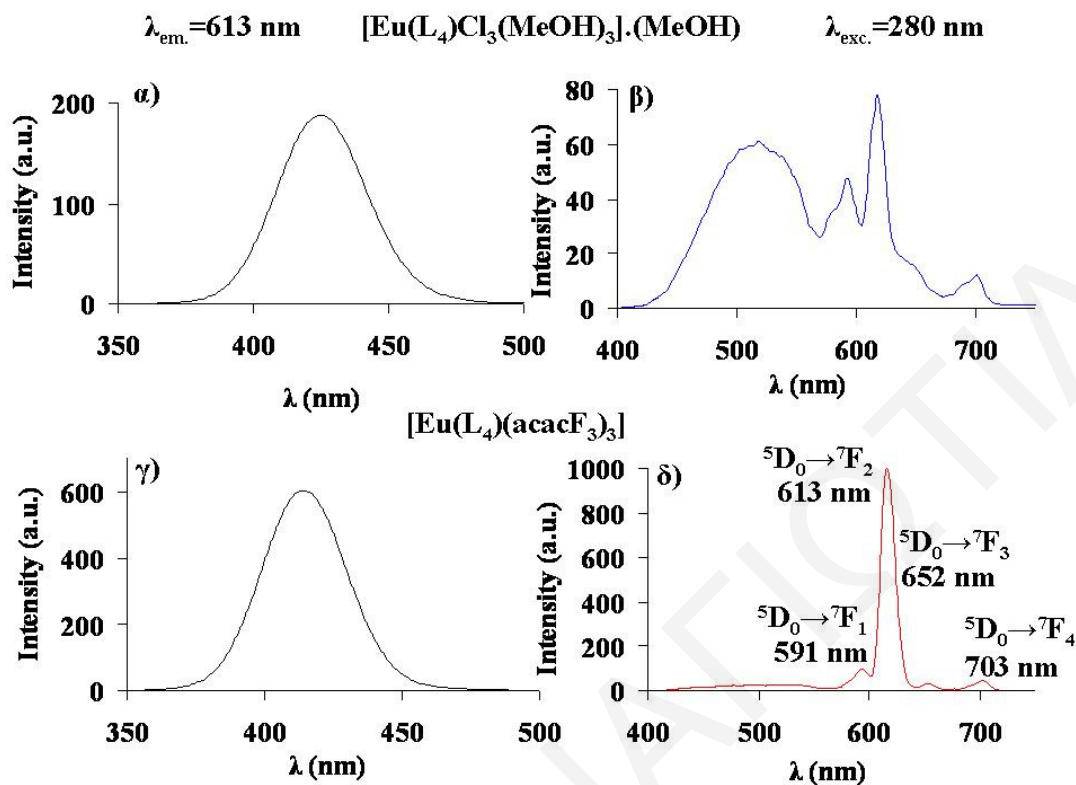 λem.=613 nm [Eu(L4)Cl3(MeOH)3].(MeOH) λexc.=280 nm
α)
200
100
0
Intensity (a.u.)
350 400 450 500
λ (nm)
β)
80
60
40
20
0
Intensity (a.u.)
400 500 600 700
λ (nm)
[Eu(L4)(acacF3)3]
γ)
600
400
200
0
Intensity (a.u.)
350 400 450 500
λ (nm)
δ)
1000
800
600
400
200
0
Intensity (a.u.)
5D0→7F2
613 nm
5D0→7F3
652 nm
5D0→7F1
591 nm
5D0→7F4
703 nm
400 500 600 700
λ (nm)